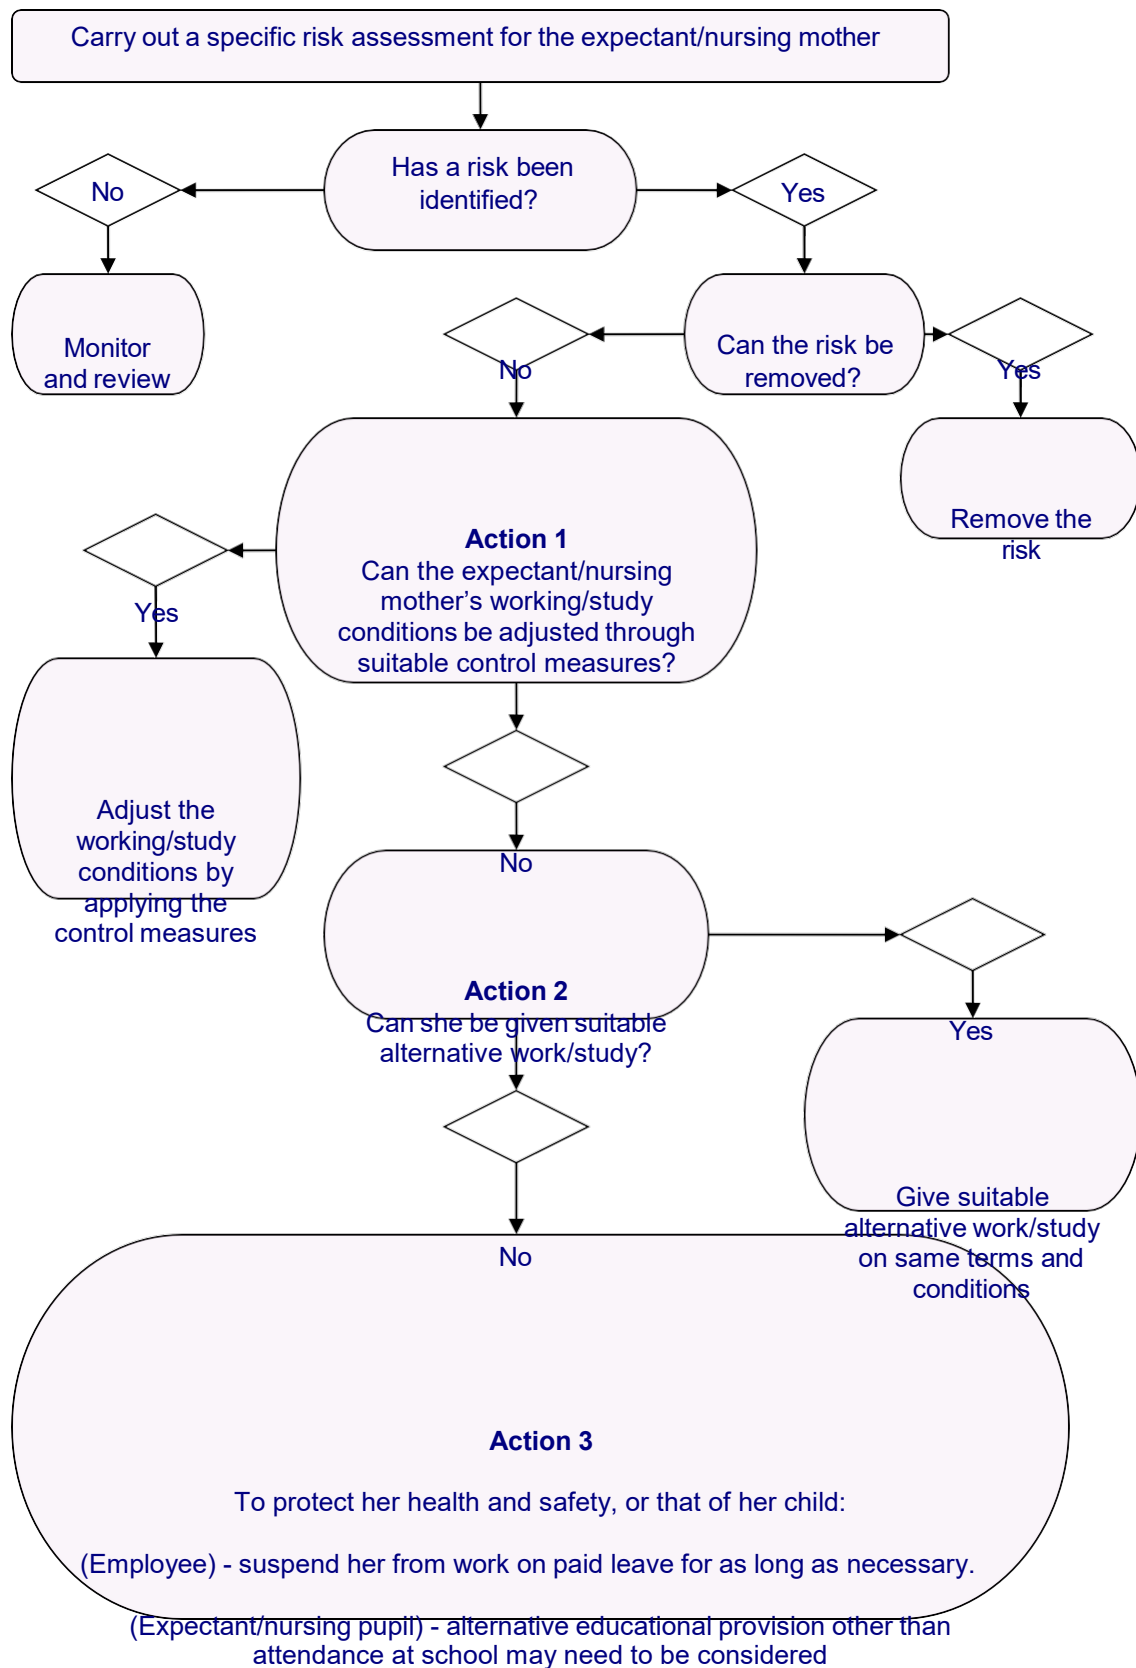 Carry out a specific risk assessment for the expectant/nursing mother
Has a risk been
identified?
No
Yes
Monitor
and review
Can the risk be
removed?
No
Yes
Remove the
risk
Action 1
Can the expectant/nursing
mother’s working/study
conditions be adjusted through
suitable control measures?
Yes
Adjust the
working/study
conditions by
applying the
control measures
No
Action 2
Can she be given suitable
alternative work/study?
Yes
Give suitable
alternative work/study
on same terms and
conditions
No
Action 3
To protect her health and safety, or that of her child:
(Employee) - suspend her from work on paid leave for as long as necessary.
(Expectant/nursing pupil) - alternative educational provision other than
attendance at school may need to be considered